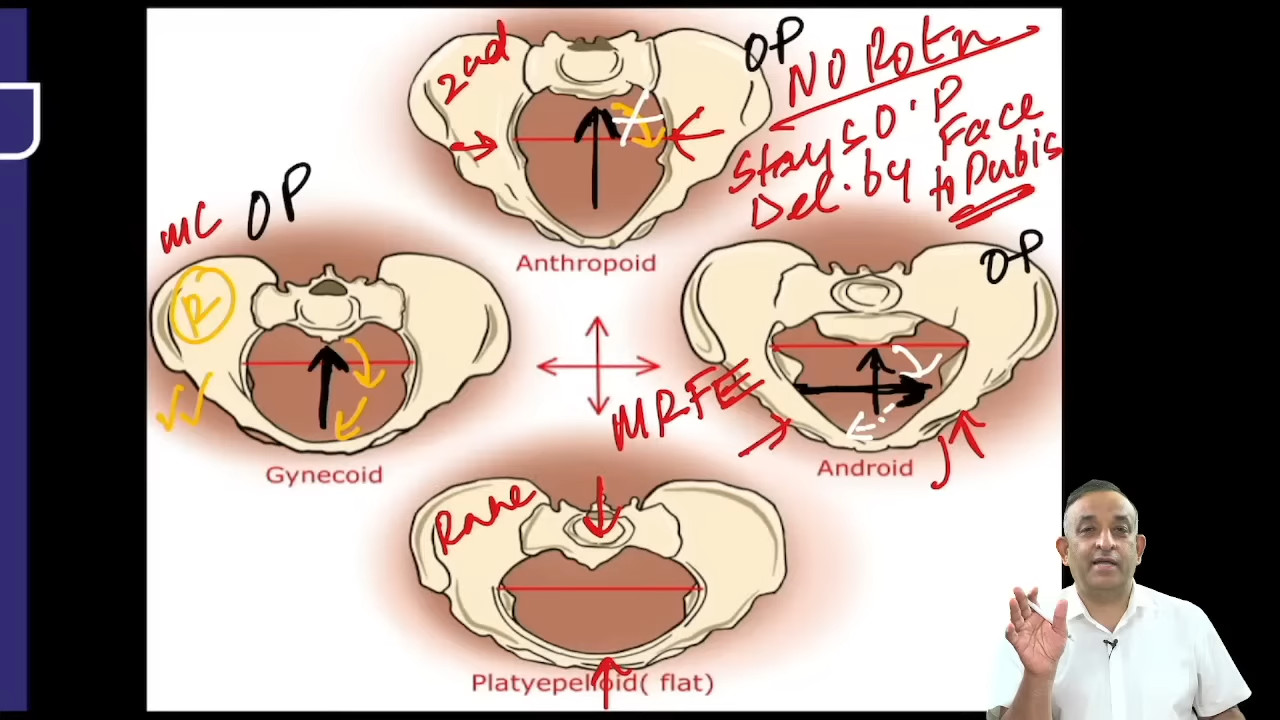 2nd
OP
NO Rotn
Stays O.P
Del. by Face
to Pubis
Anthropoid
MC OP
R
Gynecoid
OP
MRFE
Android
Rare
Platyepelloid( flat)